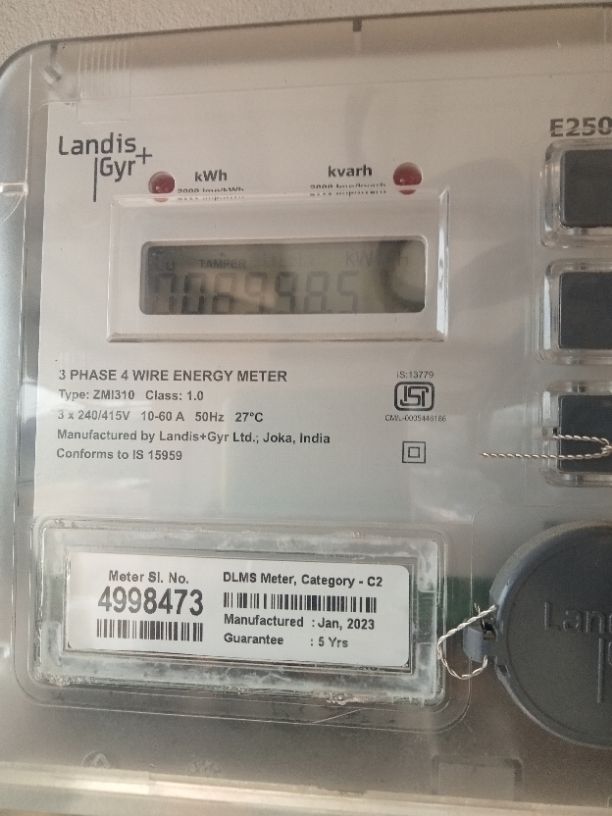 E250
Landis
|Gyr+
kWh
kvarh
TAMPER
3 PHASE 4 WIRE ENERGY METER
Type: ZMI310 Class: 1.0
3 x 240/415V 10-60 A 50Hz 27°C
Manufactured by Landis+Gyr Ltd.; Joka, India
Conforms to IS 15959
IS:13779
ISI
Meter Sl. No.
4998473
DLMS Meter, Category - C2
Manufactured : Jan, 2023
Guarantee : 5 Yrs